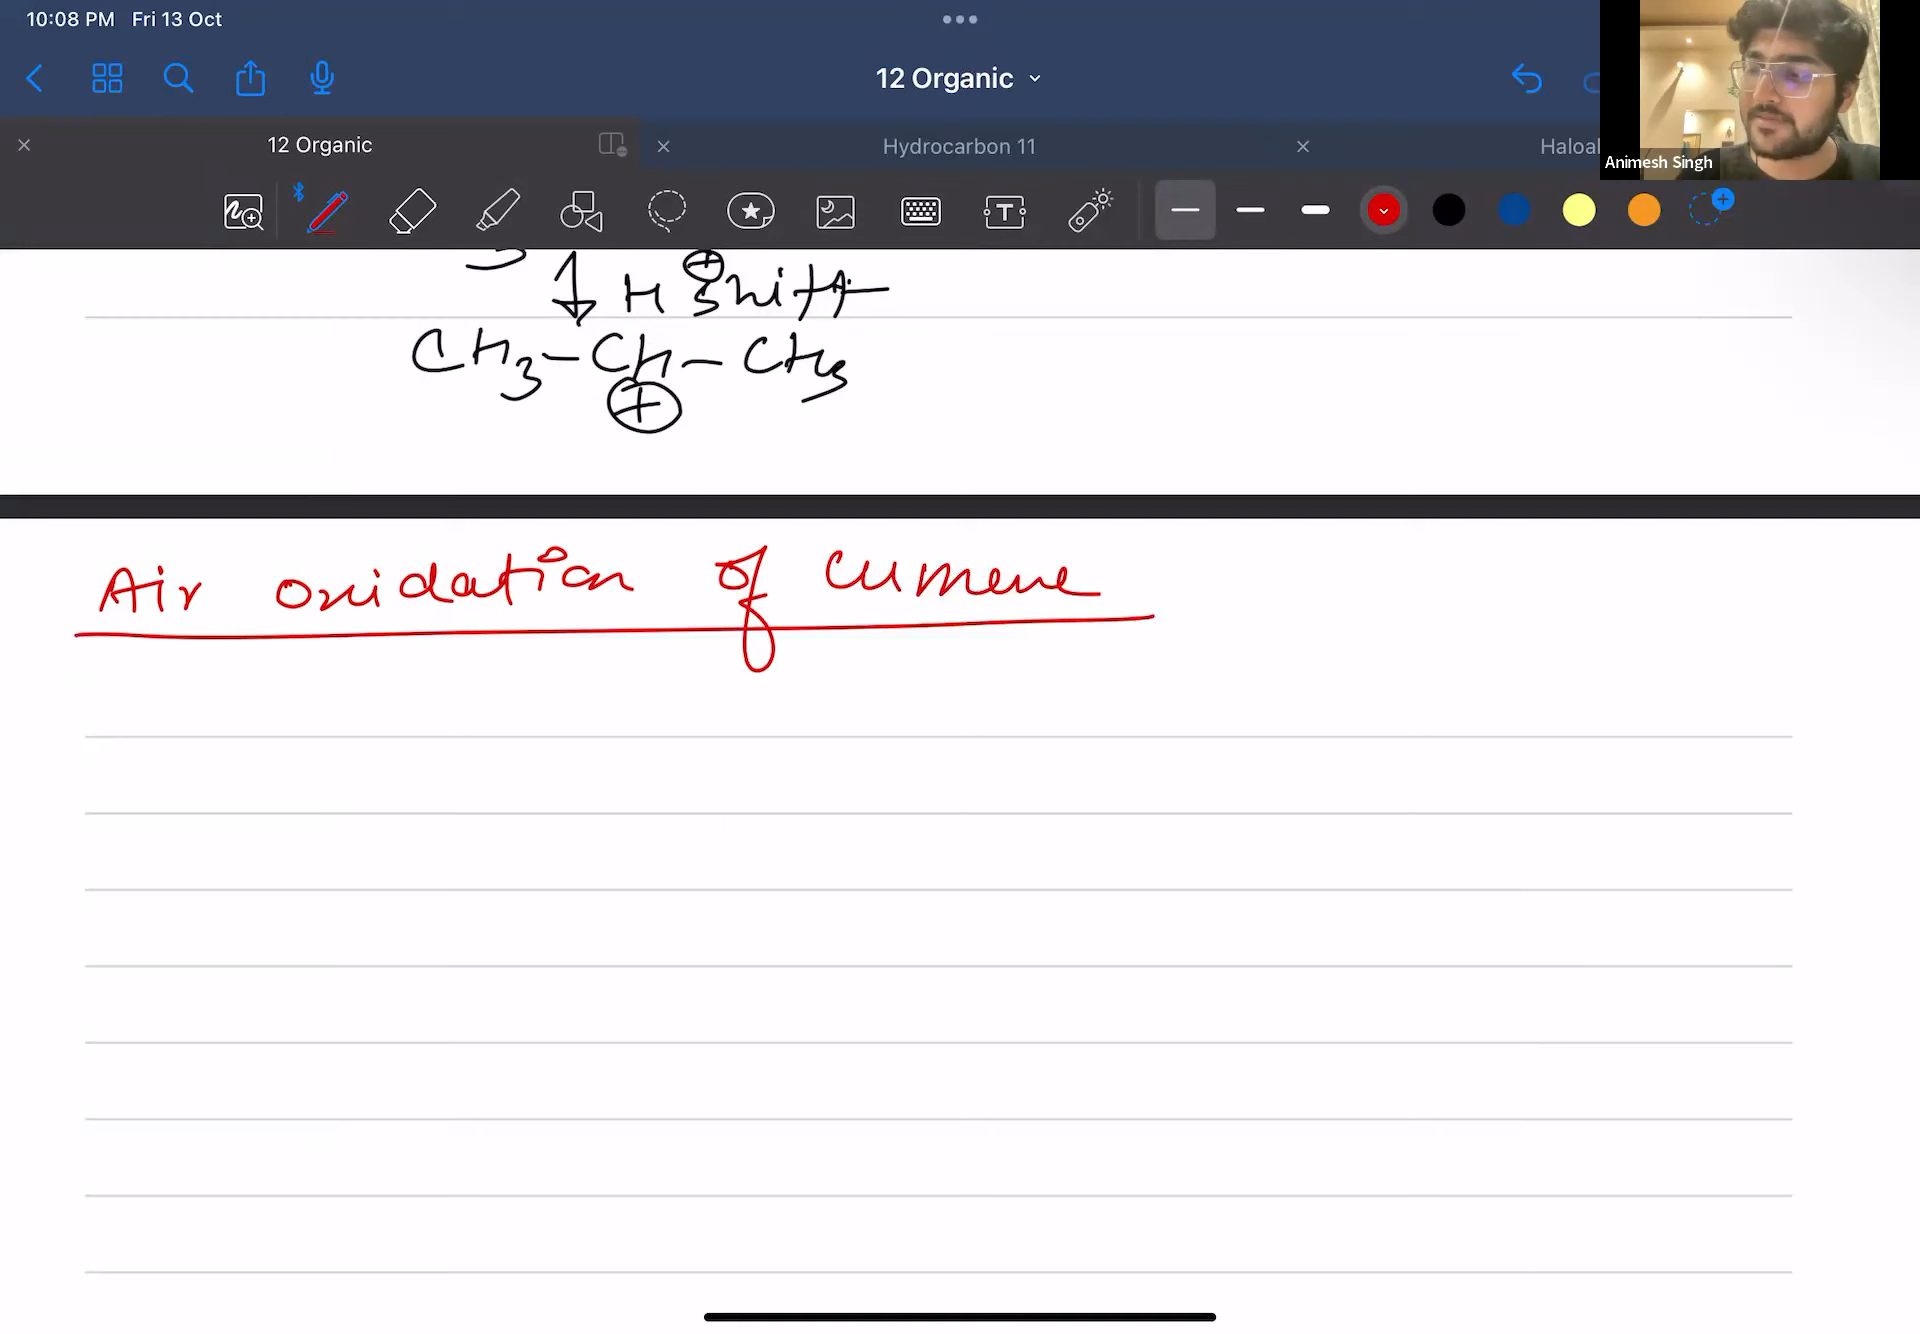 10:08 PM Fri 13 Oct
12 Organic
12 Organic
Hydrocarbon 11
Haloal
Animesh Singh
H ⊕ shift
CH3-CH-CH3
⊕
Air oxidation of Cumene